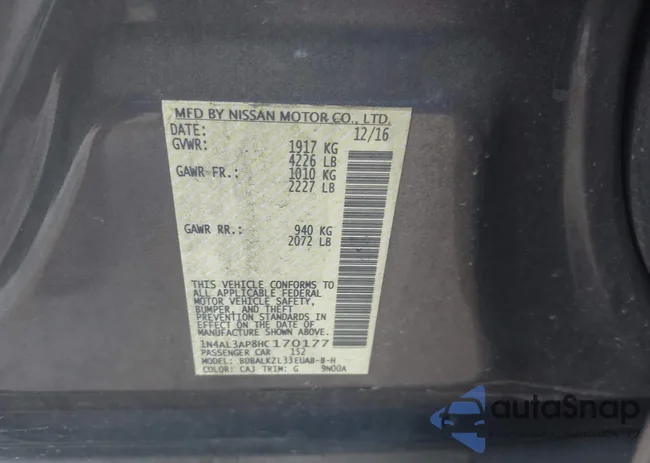 MFD BY NISSAN MOTOR CO., LTD.
DATE: 12/16
GVWR: 1917 KG
4226 LB
GAWR FR.: 1010 KG
2227 LB
GAWR RR.: 940 KG
2072 LB
THIS VEHICLE CONFORMS TO
ALL APPLICABLE FEDERAL
MOTOR VEHICLE SAFETY,
BUMPER, AND THEFT
PREVENTION STANDARDS IN
EFFECT ON THE DATE OF
MANUFACTURE SHOWN ABOVE.
1N4AL3AP8HC170177
PASSENGER CAR 152
MODEL: BDBALKZL33EUAB-B-H
COLOR: CAJ TRIM: G 9N00A
autoSnap